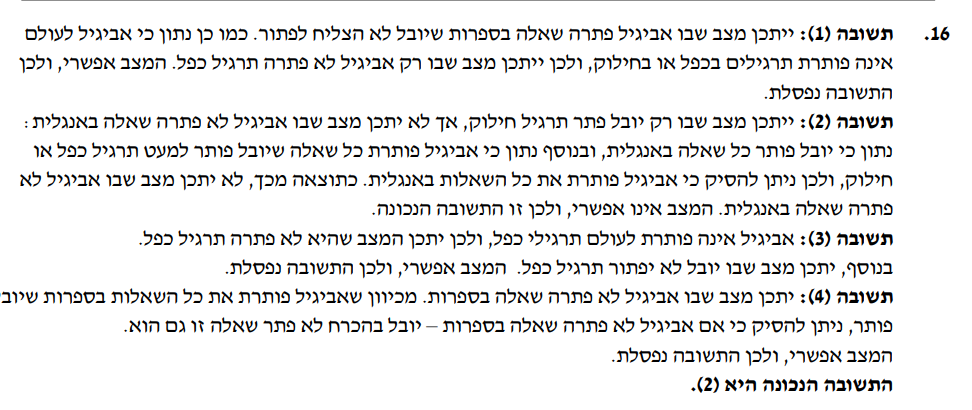 16. תשובה (1): ייתכן מצב שבו אביגיל פתרה שאלה בספרות שיובל לא הצליח לפתור. כמו כן נתון כי אביגיל לעולם
אינה פותרת תרגילים בכפל או בחילוק, ולכן ייתכן מצב שבו רק אביגיל לא פתרה תרגיל כפל. המצב אפשרי, ולכן
התשובה נפסלת.
תשובה (2): ייתכן מצב שבו רק יובל פתר תרגיל חילוק, אך לא יתכן מצב שבו אביגיל לא פתרה שאלה באנגלית:
נתון כי יובל פותר כל שאלה באנגלית, ובנוסף נתון כי אביגיל פותרת כל שאלה שיובל פותר למעט תרגיל כפל או
חילוק, ולכן ניתן להסיק כי אביגיל פותרת את כל השאלות באנגלית. כתוצאה מכך, לא יתכן מצב שבו אביגיל לא
פתרה שאלה באנגלית. המצב אינו אפשרי, ולכן זו התשובה הנכונה.
תשובה (3): אביגיל אינה פותרת לעולם תרגילי כפל, ולכן יתכן המצב שהיא לא פתרה תרגיל כפל.
בנוסף, יתכן מצב שבו יובל לא יפתור תרגיל כפל. המצב אפשרי, ולכן התשובה נפסלת.
תשובה (4): יתכן מצב שבו אביגיל לא פתרה שאלה בספרות. מכיוון שאביגיל פותרת את כל השאלות בספרות שיוב
פותר, ניתן להסיק כי אם אביגיל לא פתרה שאלה בספרות – יובל בהכרח לא פתר שאלה זו גם הוא.
המצב אפשרי, ולכן התשובה נפסלת.
התשובה הנכונה היא (2).